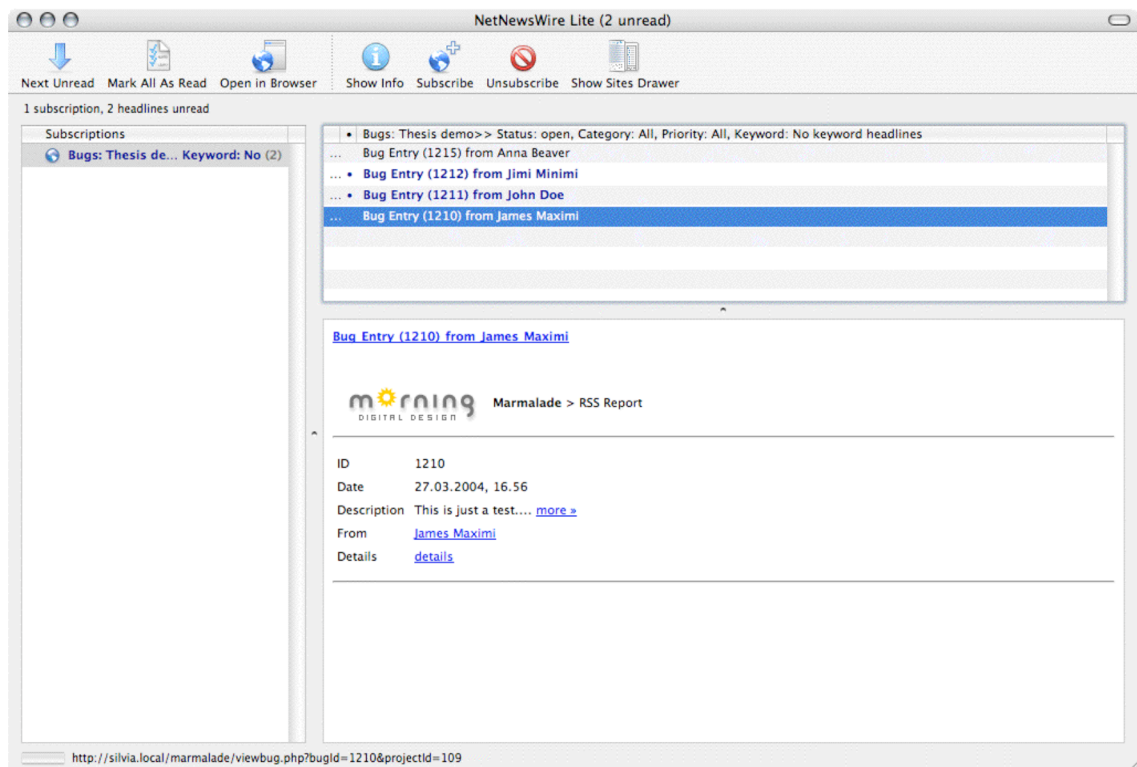 NetNewsWire Lite (2 unread)
Next Unread Mark All As Read Open in Browser Show Info Subscribe Unsubscribe Show Sites Drawer
1 subscription, 2 headlines unread
Subscriptions
Bugs: Thesis de... Keyword: No (2)
• Bugs: Thesis demo>> Status: open, Category: All, Priority: All, Keyword: No keyword headlines
... Bug Entry (1215) from Anna Beaver
... • Bug Entry (1212) from Jimi Minimi
... • Bug Entry (1211) from John Doe
... Bug Entry (1210) from James Maximi
Bug Entry (1210) from James Maximi
morning
DIGITAL DESIGN
Marmalade > RSS Report
ID 1210
Date 27.03.2004, 16.56
Description This is just a test.... more »
From James Maximi
Details details
http://silvia.local/marmalade/viewbug.php?bugId=1210&projectId=109